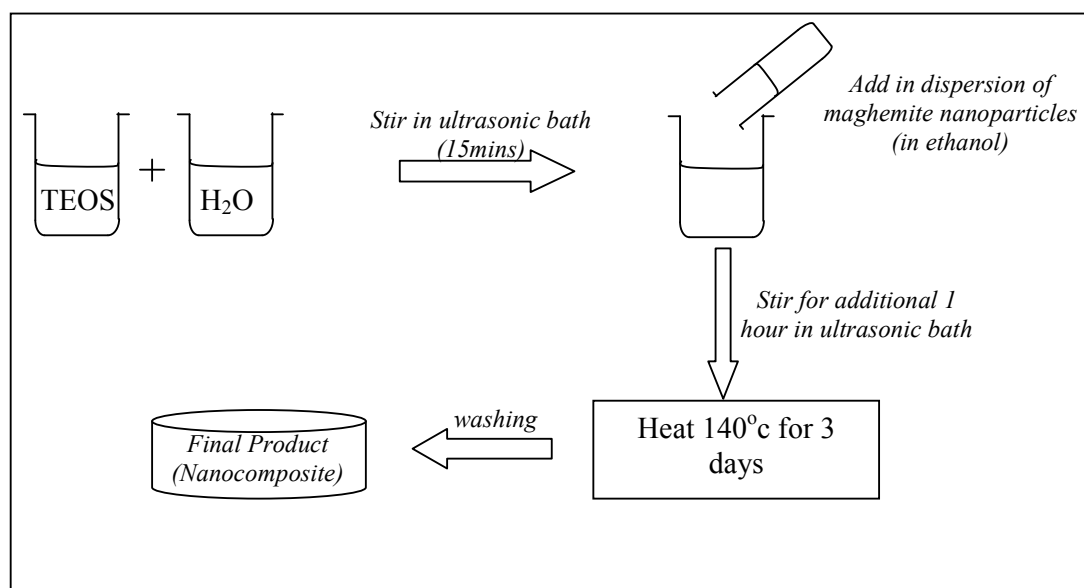 TEOS
+
H₂O
Stir in ultrasonic bath
(15mins)
Add in dispersion of
maghemite nanoparticles
(in ethanol)
Stir for additional 1
hour in ultrasonic bath
Heat 140°c for 3
days
washing
Final Product
(Nanocomposite)